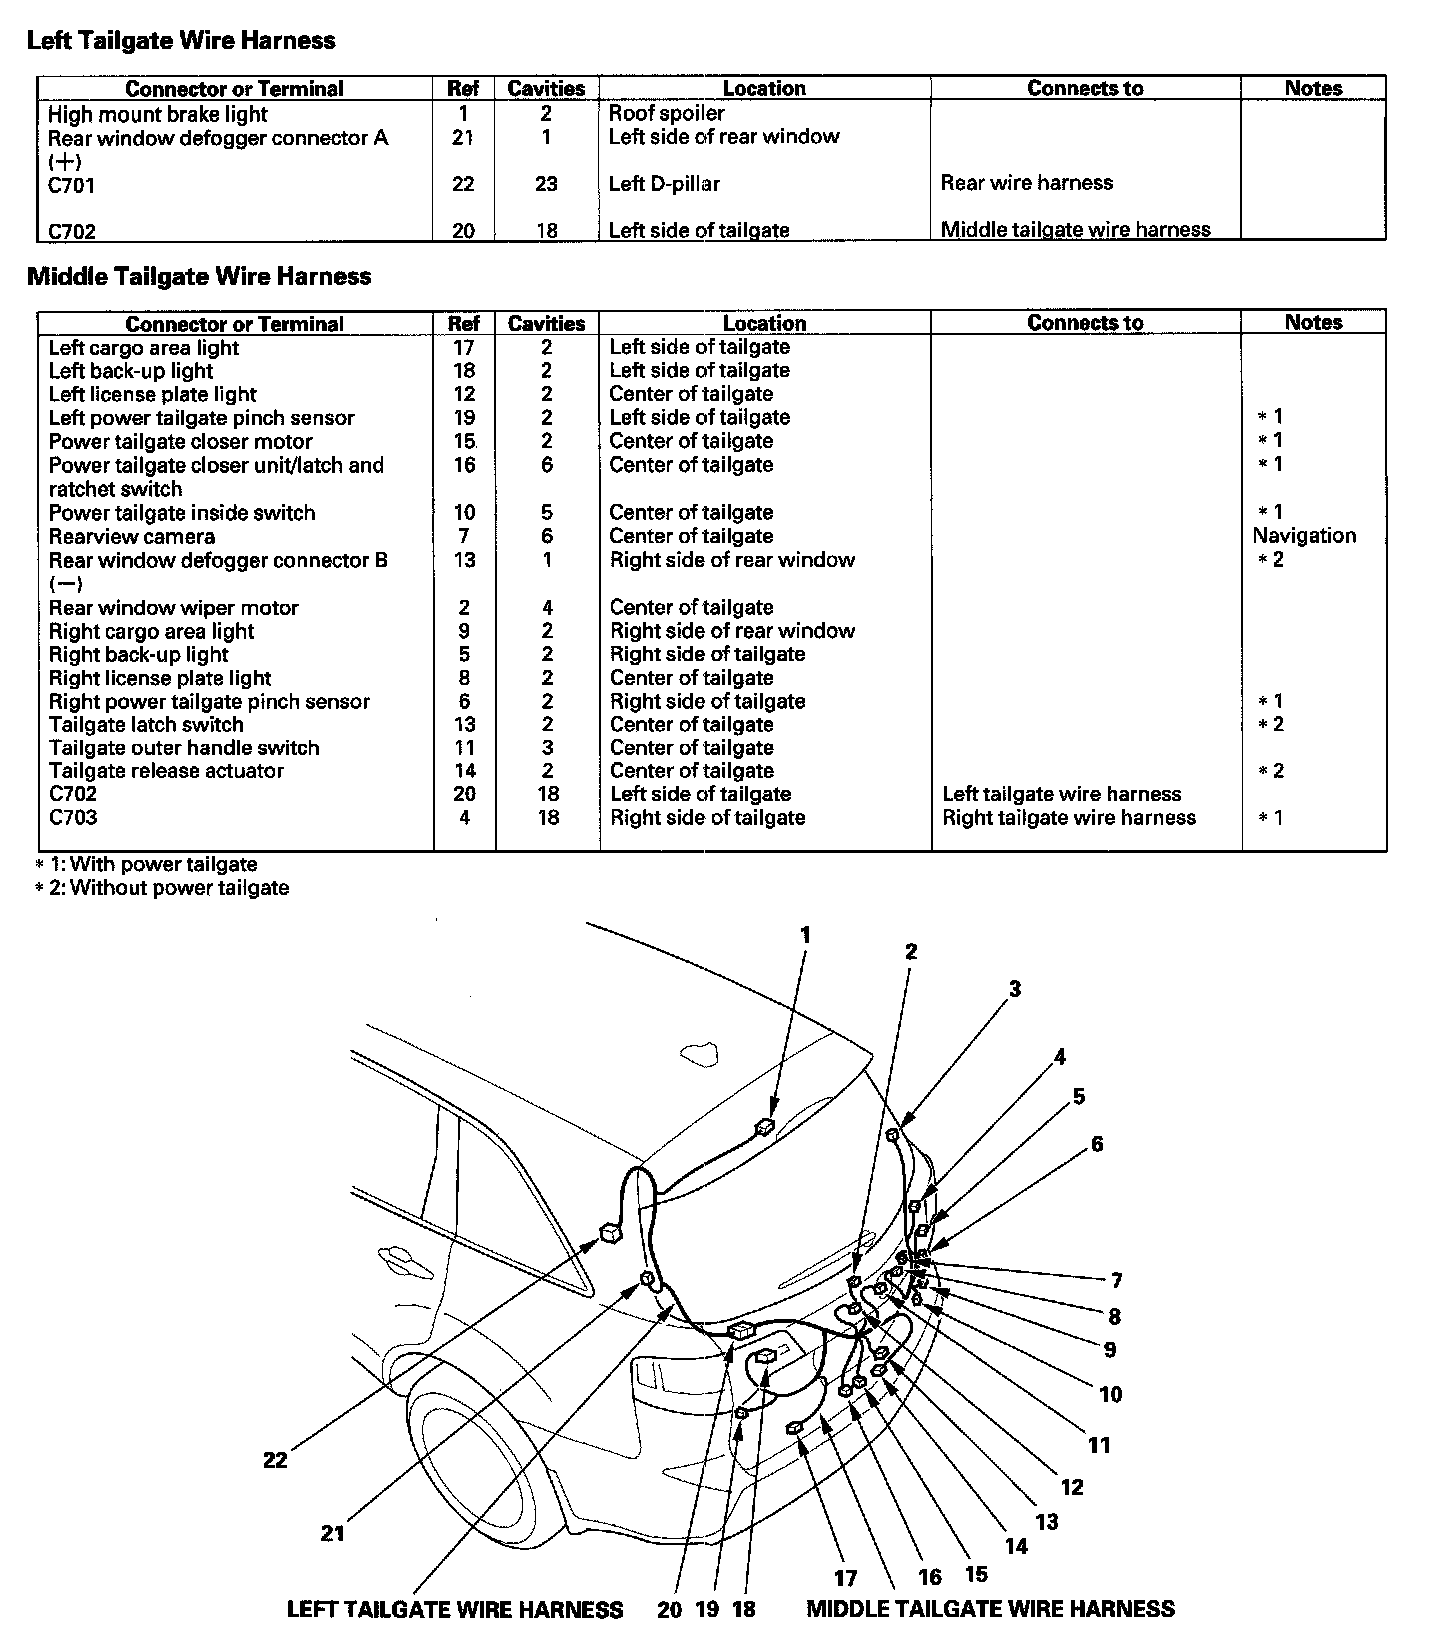 Left Tailgate Wire Harness
Connector or Terminal Ref Cavities Location Connects to Notes
High mount brake light 1 2 Roof spoiler
Rear window defogger connector A 21 1 Left side of rear window
(+)
C701 22 23 Left D-pillar Rear wire harness
C702 20 18 Left side of tailgate Middle tailgate wire harness
Middle Tailgate Wire Harness
Connector or Terminal Ref Cavities Location Connects to Notes
Left cargo area light 17 2 Left side of tailgate
Left back-up light 18 2 Left side of tailgate
Left license plate light 12 2 Center of tailgate
Left power tailgate pinch sensor 19 2 Left side of tailgate * 1
Power tailgate closer motor 15 2 Center of tailgate * 1
Power tailgate closer unit/latch and 16 6 Center of tailgate * 1
ratchet switch
Power tailgate inside switch 10 5 Center of tailgate * 1
Rearview camera 7 6 Center of tailgate Navigation
Rear window defogger connector B 13 1 Right side of rear window * 2
(—)
Rear window wiper motor 2 4 Center of tailgate
Right cargo area light 9 2 Right side of rear window
Right back-up light 5 2 Right side of tailgate
Right license plate light 8 2 Center of tailgate
Right power tailgate pinch sensor 6 2 Right side of tailgate * 1
Tailgate latch switch 13 2 Center of tailgate * 2
Tailgate outer handle switch 11 3 Center of tailgate
Tailgate release actuator 14 2 Center of tailgate * 2
C702 20 18 Left side of tailgate Left tailgate wire harness
C703 4 18 Right side of tailgate Right tailgate wire harness * 1
* 1: With power tailgate
* 2: Without power tailgate
1
2
3
4
5
6
7
8
9
10
11
12
13
14
15
16
17
22
21
LEFT TAILGATE WIRE HARNESS 20 19 18 MIDDLE TAILGATE WIRE HARNESS